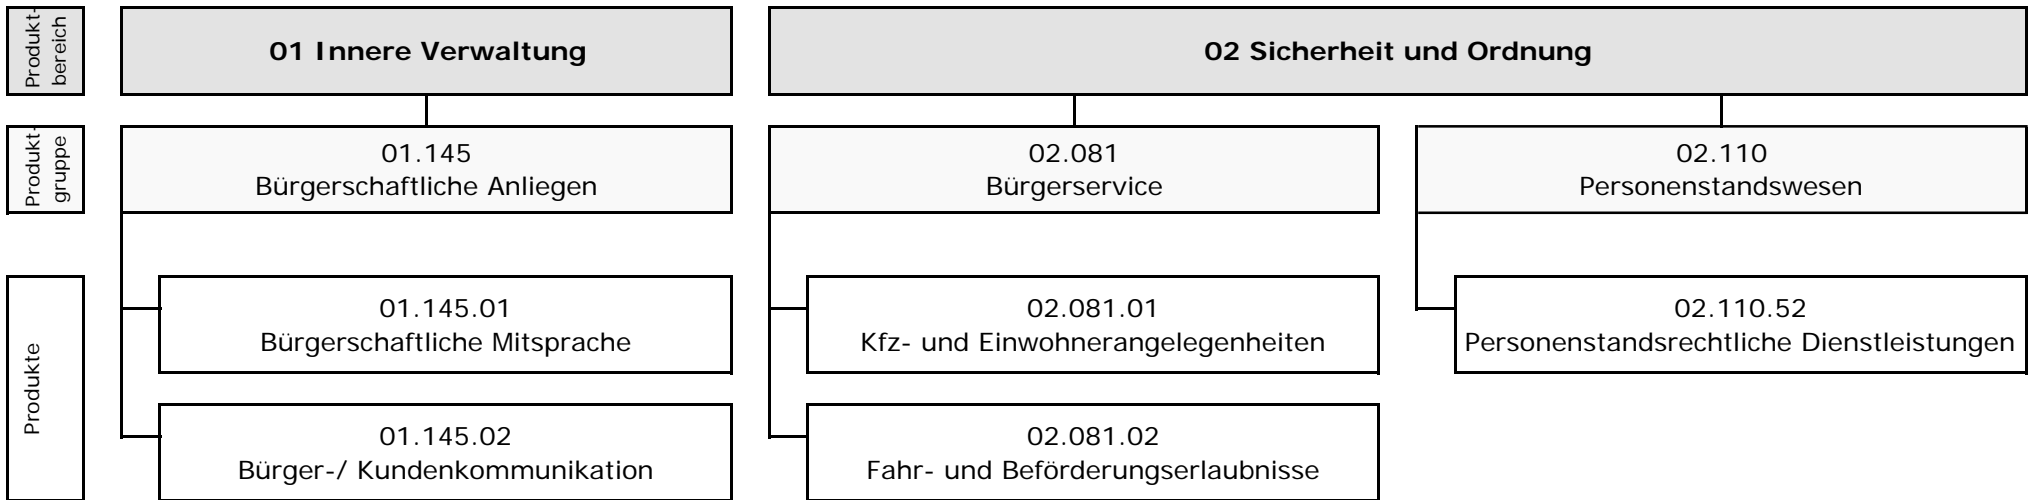 Produkt-
bereich
01 Innere Verwaltung
02 Sicherheit und Ordnung
Produkt-
gruppe
01.145
Bürgerschaftliche Anliegen
02.081
Bürgerservice
02.110
Personenstandswesen
Produkte
01.145.01
Bürgerschaftliche Mitsprache
02.081.01
Kfz- und Einwohnerangelegenheiten
02.110.52
Personenstandsrechtliche Dienstleistungen
01.145.02
Bürger-/ Kundenkommunikation
02.081.02
Fahr- und Beförderungserlaubnisse